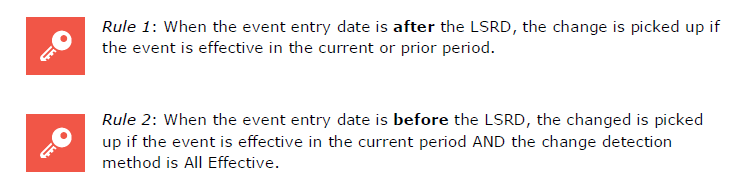 Rule 1: When the event entry date is after the LSRD, the change is picked up if
the event is effective in the current or prior period.
Rule 2: When the event entry date is before the LSRD, the changed is picked
up if the event is effective in the current period AND the change detection
method is All Effective.